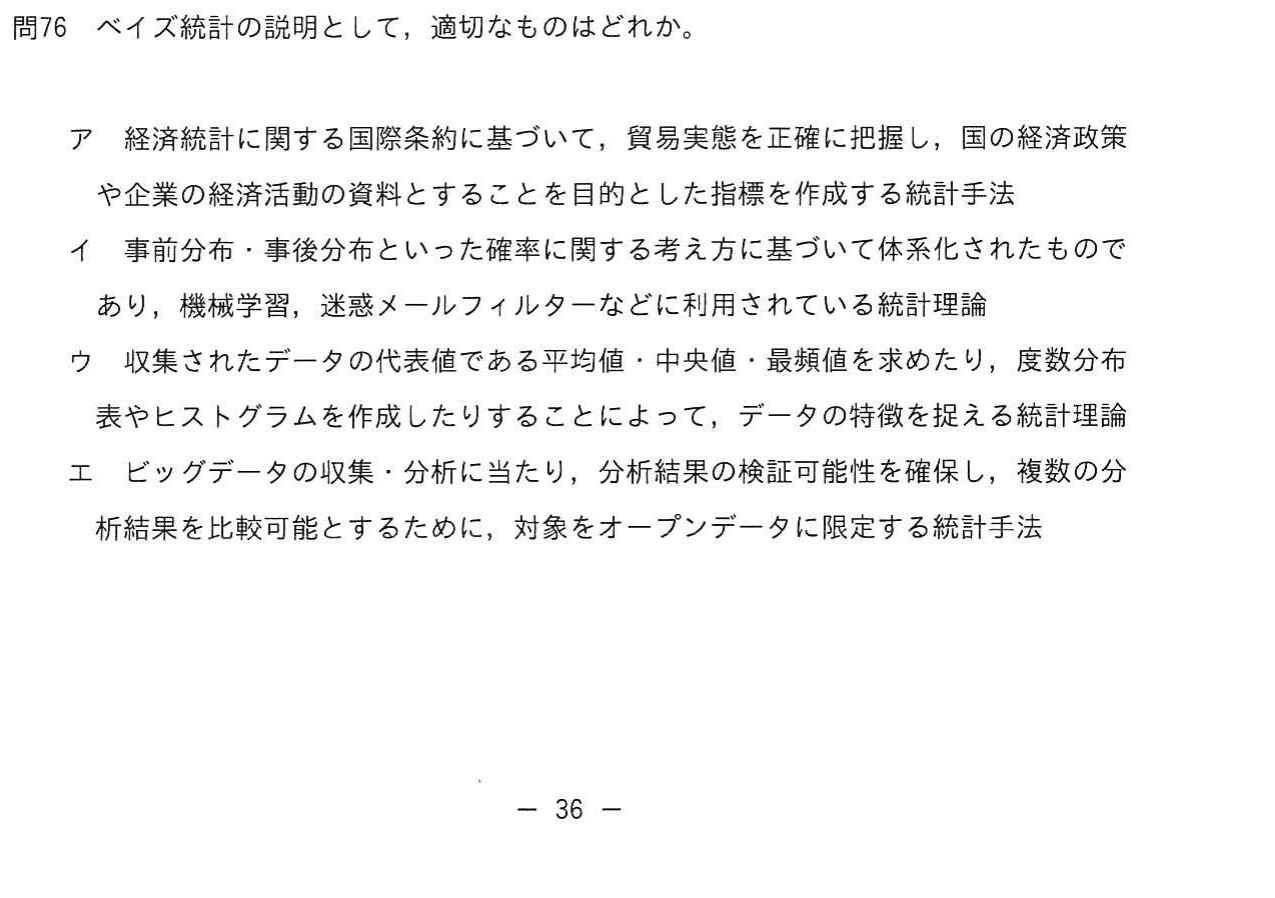 問76　ベイズ統計の説明として，適切なものはどれか。
ア　経済統計に関する国際条約に基づいて，貿易実態を正確に把握し，国の経済政策
や企業の経済活動の資料とすることを目的とした指標を作成する統計手法
イ　事前分布・事後分布といった確率に関する考え方に基づいて体系化されたもので
あり，機械学習，迷惑メールフィルターなどに利用されている統計理論
ウ　収集されたデータの代表値である平均値・中央値・最頻値を求めたり，度数分布
表やヒストグラムを作成したりすることによって，データの特徴を捉える統計理論
エ　ビッグデータの収集・分析に当たり，分析結果の検証可能性を確保し，複数の分
析結果を比較可能とするために，対象をオープンデータに限定する統計手法
－ 36 －